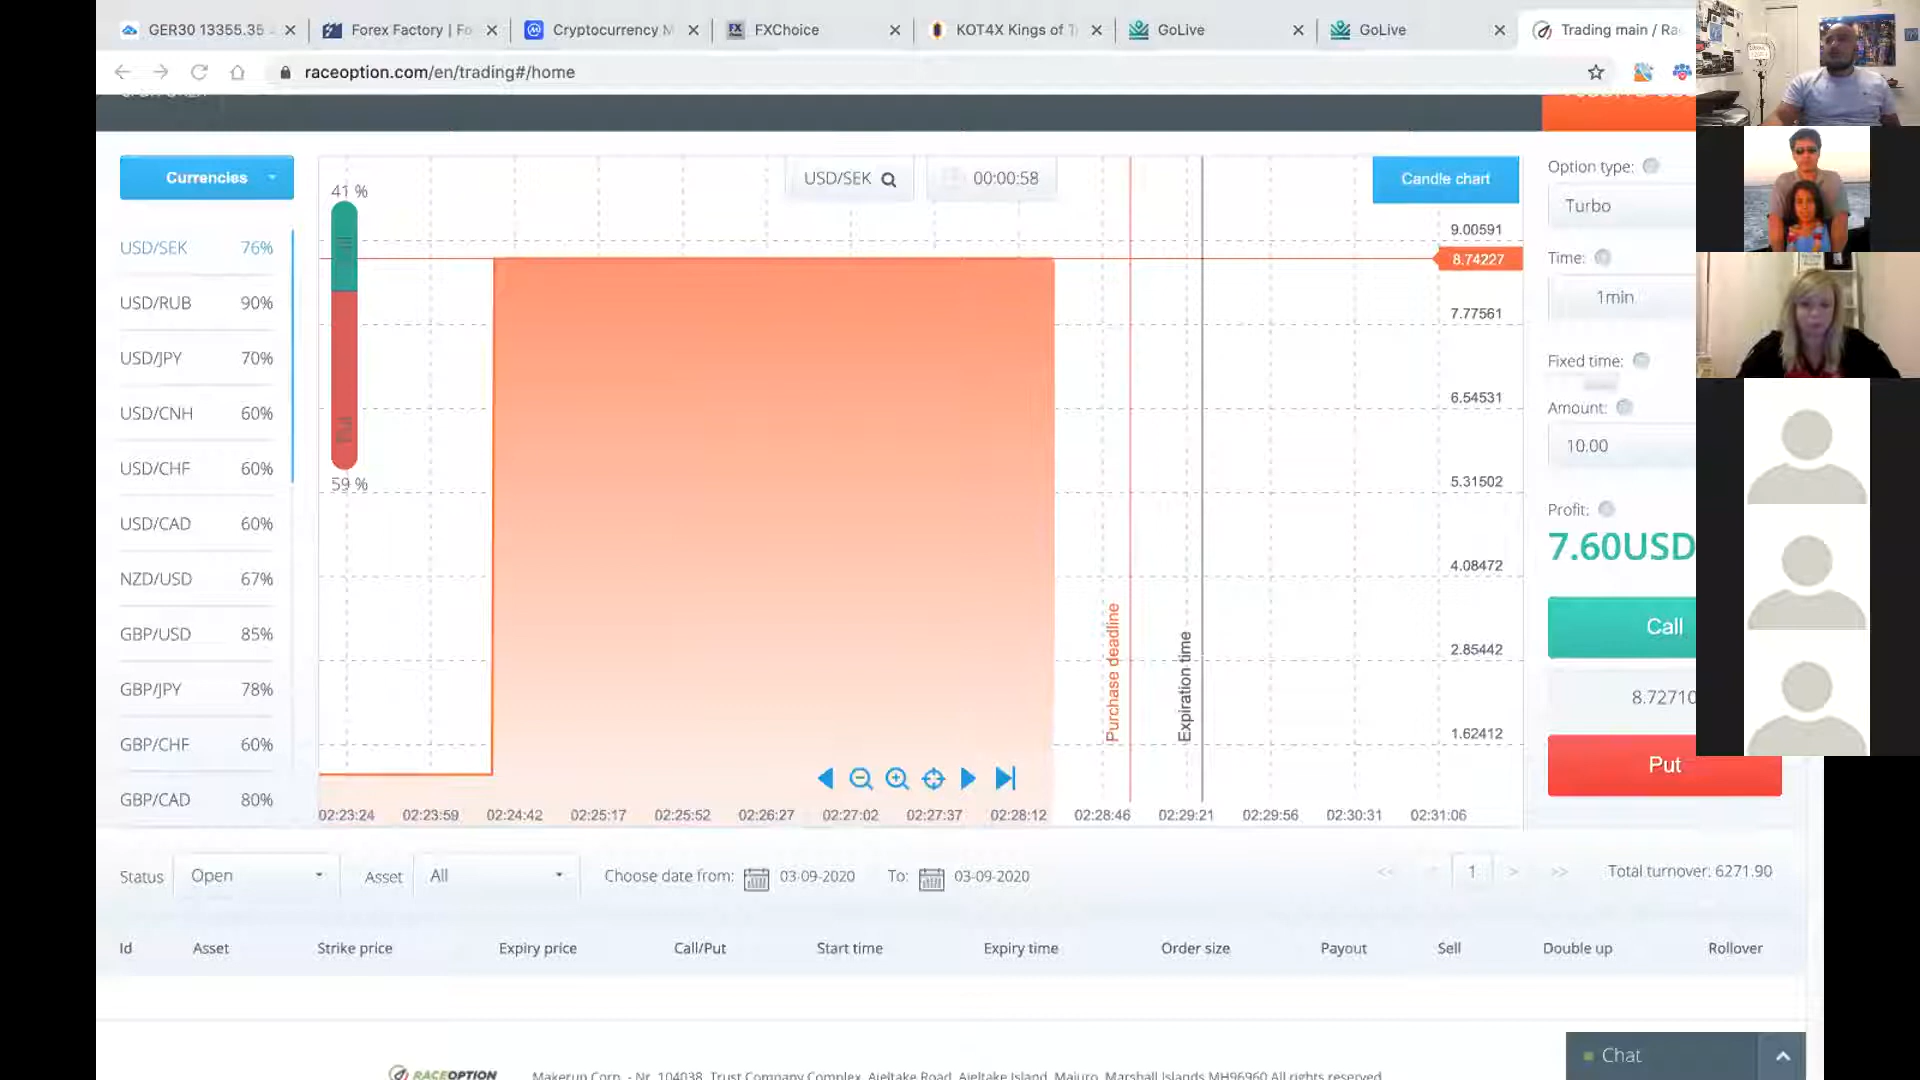 GER30 13355.35
Forex Factory | Fo
Cryptocurrency M
FXChoice
KOT4X Kings of T
GoLive
GoLive
Trading main / Ra
raceoption.com/en/trading#/home
Currencies
USD/SEK 76%
USD/RUB 90%
USD/JPY 70%
USD/CNH 60%
USD/CHF 60%
USD/CAD 60%
NZD/USD 67%
GBP/USD 85%
GBP/JPY 78%
GBP/CHF 60%
GBP/CAD 80%
41 %
Put
59 %
USD/SEK
00:00:58
Candle chart
9.00591
8.74227
7.77561
6.54531
5.31502
4.08472
2.85442
1.62412
Purchase deadline
Expiration time
02:23:24 02:23:59 02:24:42 02:25:17 02:25:52 02:26:27 02:27:02 02:27:37 02:28:12 02:28:46 02:29:21 02:29:56 02:30:31 02:31:06
Option type:
Turbo
Time:
1min
Fixed time:
Amount:
10.00
Profit:
7.60USD
Call
8.72710
Put
Status Open Asset All Choose date from: 03-09-2020 To: 03-09-2020 << 1 > >> Total turnover: 6271.90
Id Asset Strike price Expiry price Call/Put Start time Expiry time Order size Payout Sell Double up Rollover
RACEOPTION
Makerup Corp. - Nr. 104038, Trust Company Complex, Ajeltake Road, Ajeltake Island, Majuro, Marshall Islands MH96960 All rights reserved
Chat